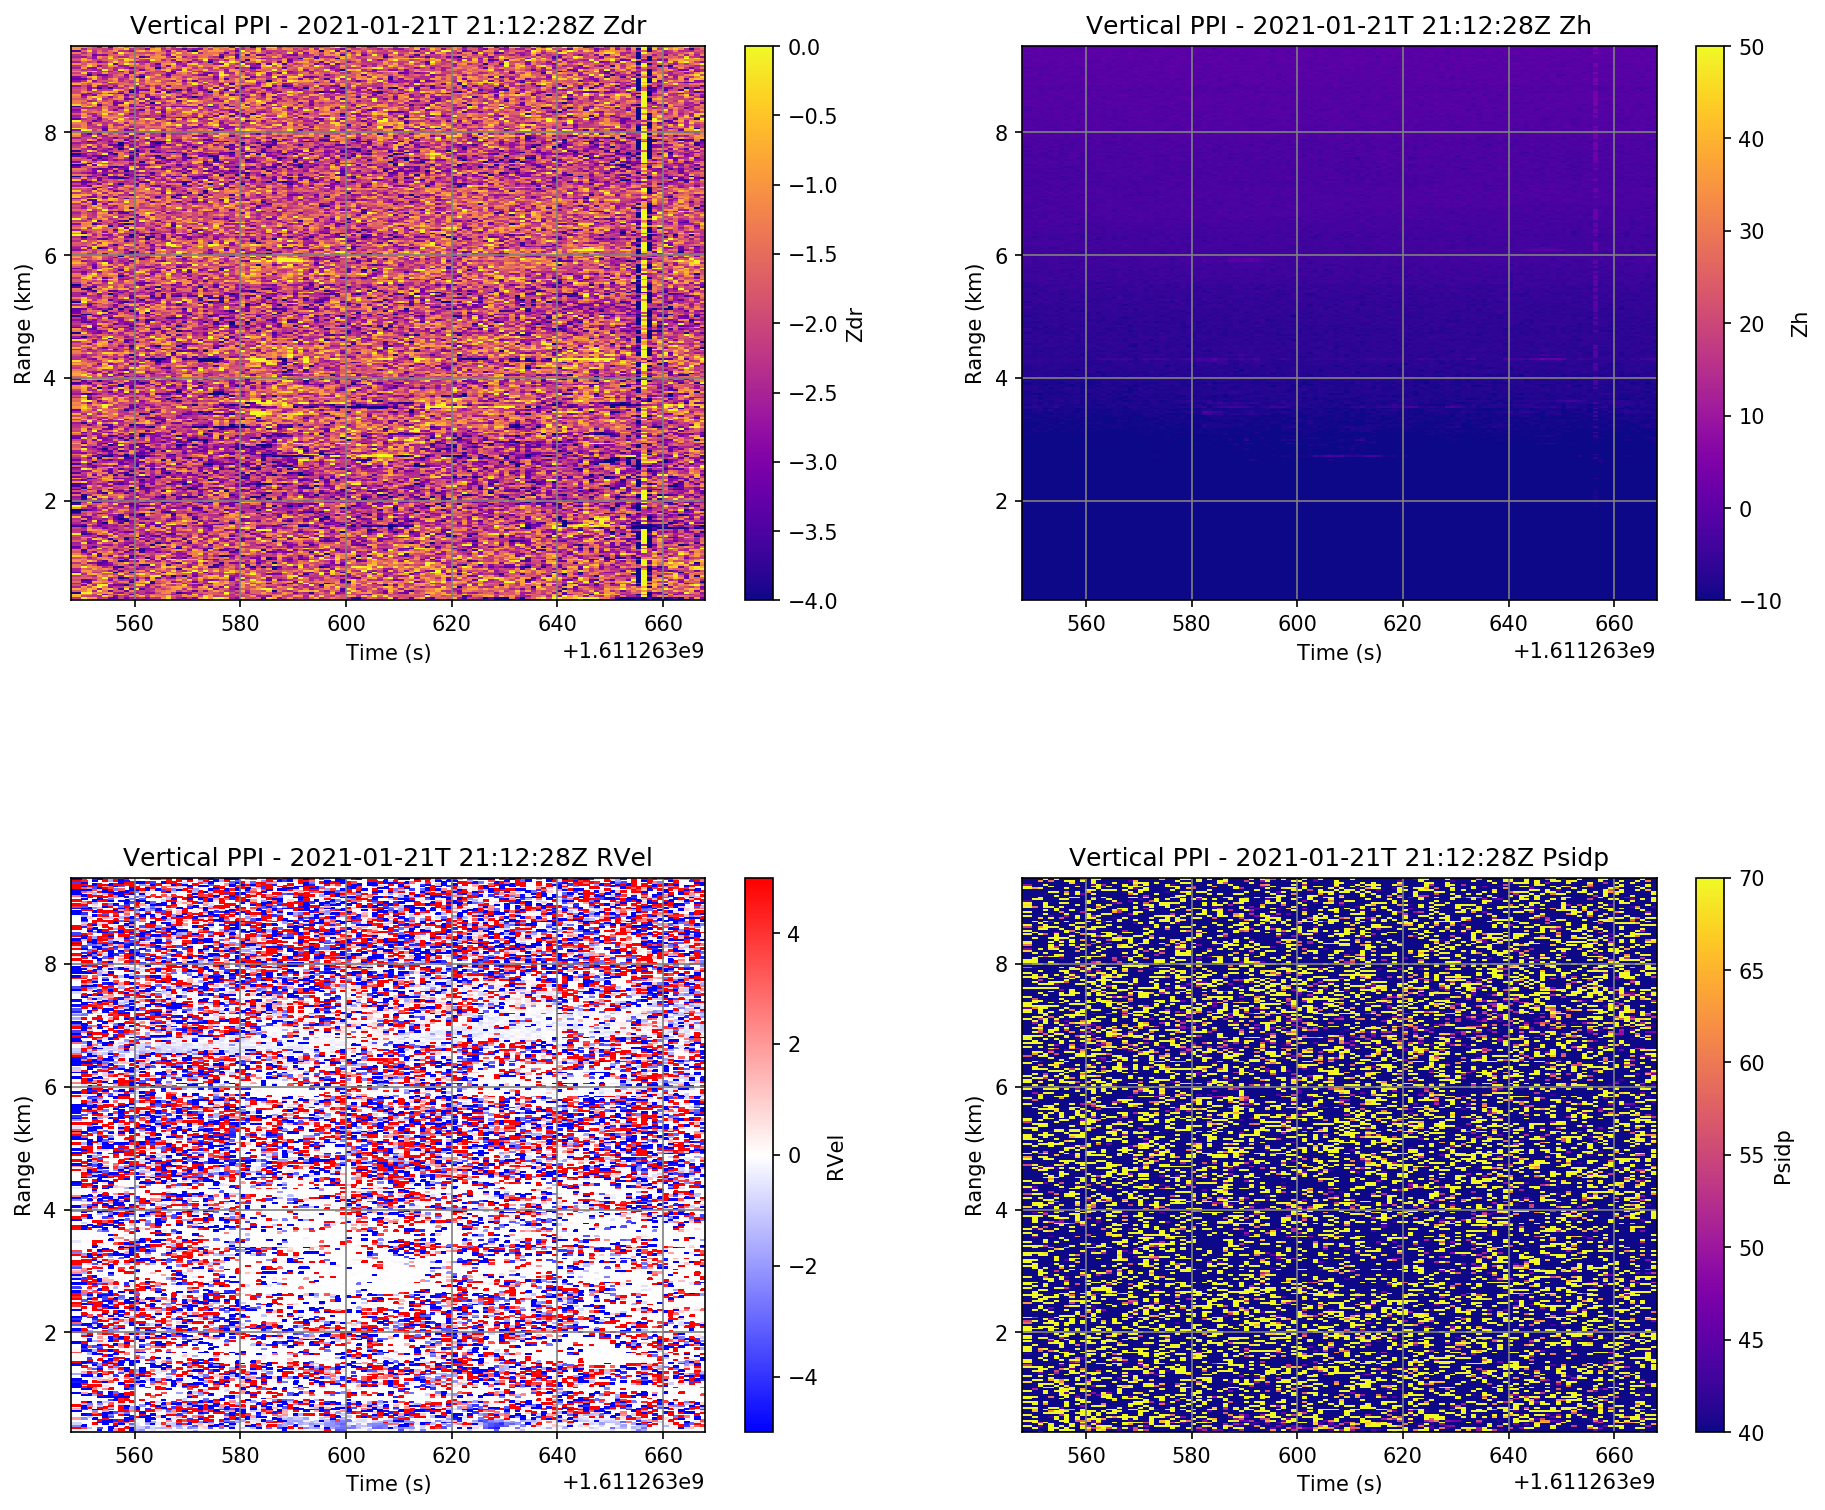 Vertical PPI - 2021-01-21T 21:12:28Z Zdr
Range (km)
8
6
4
2
560 580 600 620 640 660
Time (s)
+1.611263e9
0.0
−0.5
−1.0
−1.5
−2.0
−2.5
−3.0
−3.5
−4.0
Zdr
Vertical PPI - 2021-01-21T 21:12:28Z Zh
Range (km)
8
6
4
2
560 580 600 620 640 660
Time (s)
+1.611263e9
50
40
30
20
10
0
−10
Zh
Vertical PPI - 2021-01-21T 21:12:28Z RVel
Range (km)
8
6
4
2
560 580 600 620 640 660
Time (s)
+1.611263e9
4
2
0
−2
−4
RVel
Vertical PPI - 2021-01-21T 21:12:28Z Psidp
Range (km)
8
6
4
2
560 580 600 620 640 660
Time (s)
+1.611263e9
70
65
60
55
50
45
40
Psidp